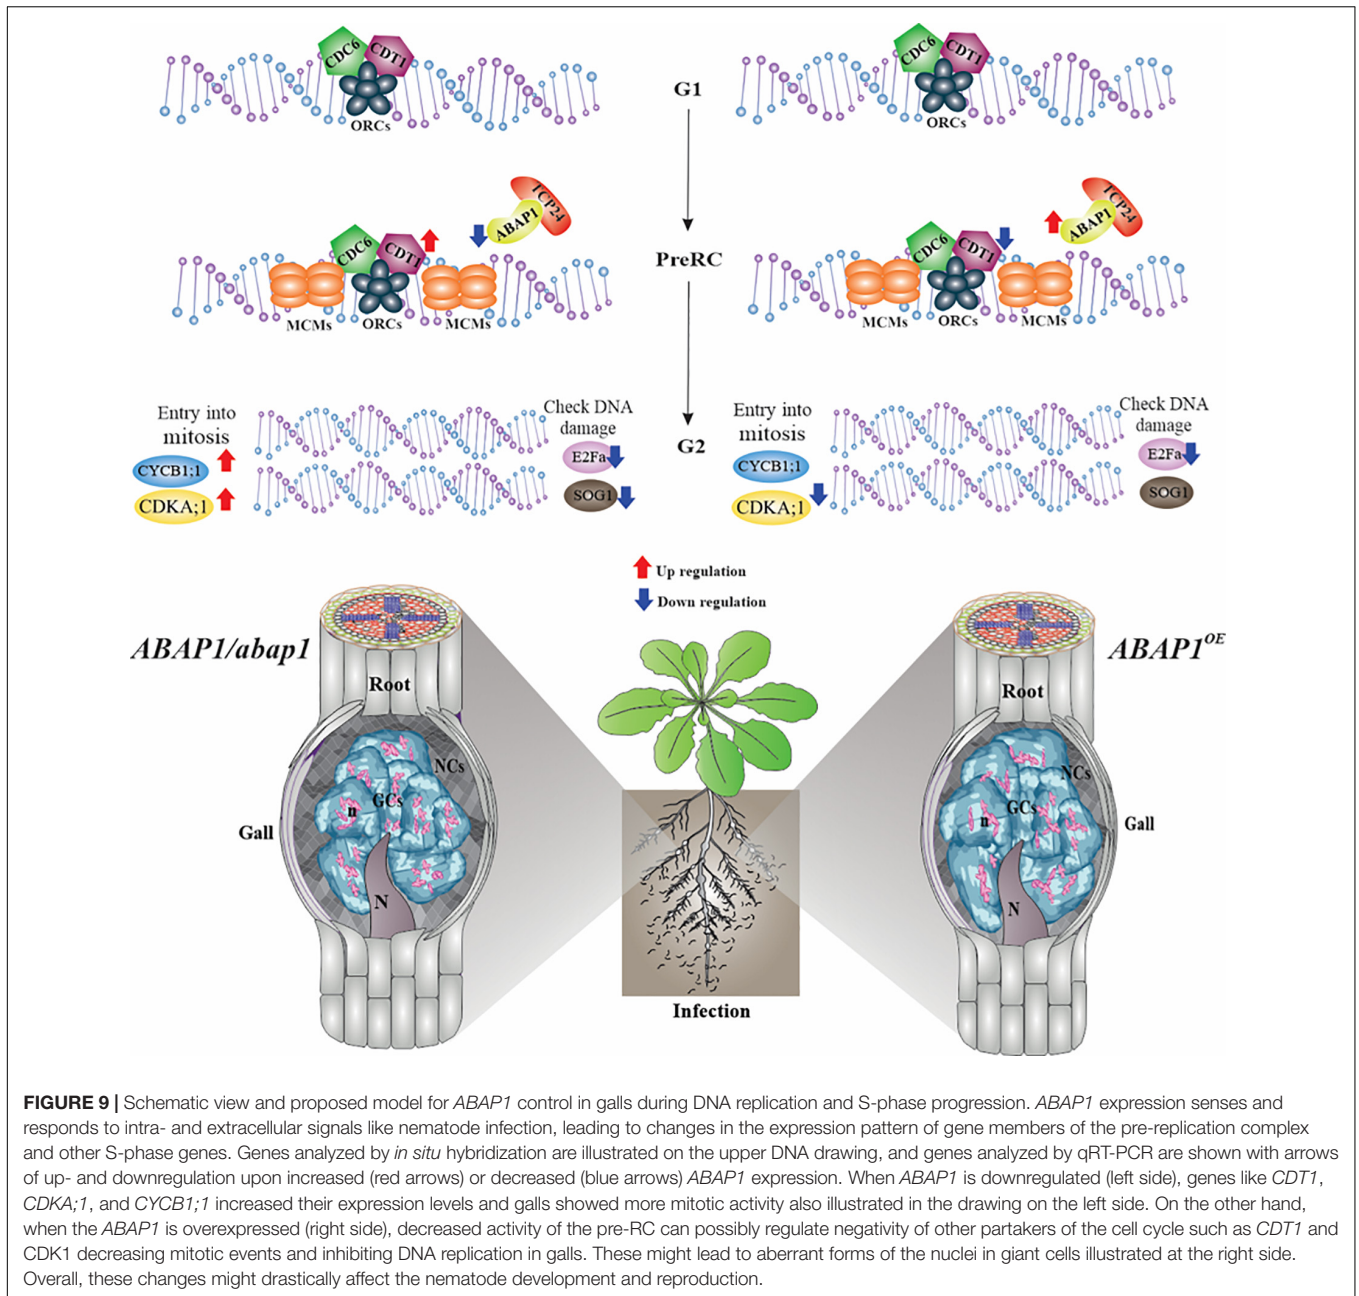 CDC6 CDT1
ORCs
G1
CDC6 CDT1
ORCs
TCP24
ABAP1
CDC6 CDT1
MCMs ORCs MCMs
PreRC
TCP24
ABAP1
CDC6 CDT1
MCMs ORCs MCMs
Entry into
mitosis
CYCB1;1
CDKA;1
Check DNA
damage
E2Fa
SOG1
G2
Entry into
mitosis
CYCB1;1
CDKA;1
Check DNA
damage
E2Fa
SOG1
Up regulation
Down regulation
ABAP1/abap1
Root
NCs
GCs
n
Gall
N
Infection
ABAP1OE
Root
NCs
GCs
n
Gall
N
FIGURE 9 | Schematic view and proposed model for ABAP1 control in galls during DNA replication and S-phase progression. ABAP1 expression senses and
responds to intra- and extracellular signals like nematode infection, leading to changes in the expression pattern of gene members of the pre-replication complex
and other S-phase genes. Genes analyzed by in situ hybridization are illustrated on the upper DNA drawing, and genes analyzed by qRT-PCR are shown with arrows
of up- and downregulation upon increased (red arrows) or decreased (blue arrows) ABAP1 expression. When ABAP1 is downregulated (left side), genes like CDT1,
CDKA;1, and CYCB1;1 increased their expression levels and galls showed more mitotic activity also illustrated in the drawing on the left side. On the other hand,
when the ABAP1 is overexpressed (right side), decreased activity of the pre-RC can possibly regulate negativity of other partakers of the cell cycle such as CDT1 and
CDK1 decreasing mitotic events and inhibiting DNA replication in galls. These might lead to aberrant forms of the nuclei in giant cells illustrated at the right side.
Overall, these changes might drastically affect the nematode development and reproduction.